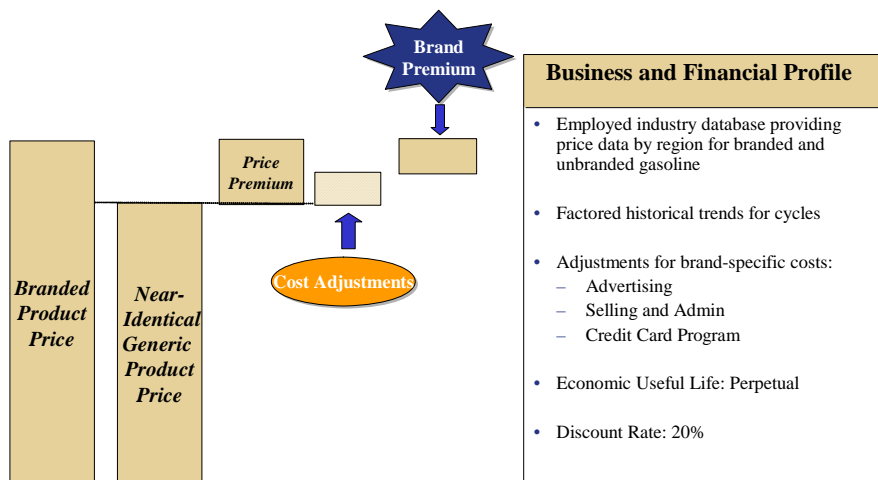 Brand
Premium
Price
Premium
Cost Adjustments
Branded
Product
Price
Near-
Identical
Generic
Product
Price
Business and Financial Profile
• Employed industry database providing
price data by region for branded and
unbranded gasoline
• Factored historical trends for cycles
• Adjustments for brand-specific costs:
– Advertising
– Selling and Admin
– Credit Card Program
• Economic Useful Life: Perpetual
• Discount Rate: 20%